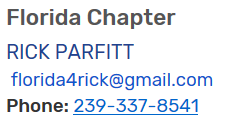 Florida Chapter
RICK PARFITT
florida4rick@gmail.com
Phone: 239-337-8541